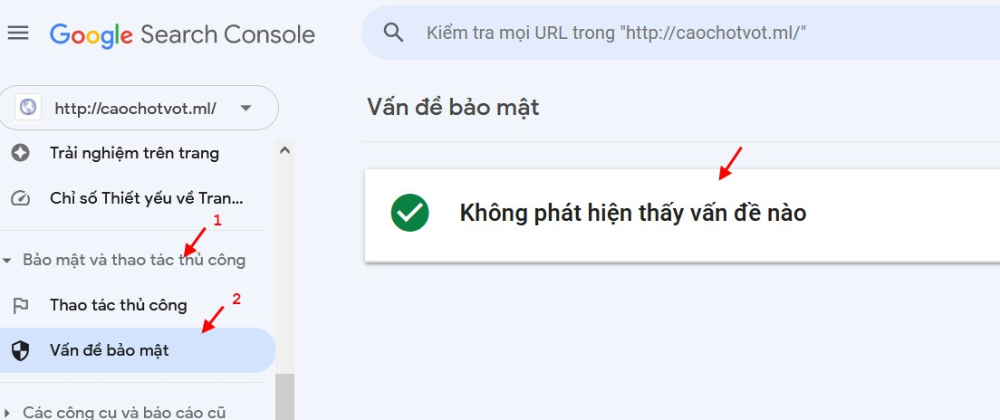 Google Search Console
Kiểm tra mọi URL trong "http://caochotvot.ml/"
http://caochotvot.ml/
Vấn đề bảo mật
Trải nghiệm trên trang
Chỉ số Thiết yếu về Tran...
1
Không phát hiện thấy vấn đề nào
Bảo mật và thao tác thủ công
2
Thao tác thủ công
Vấn đề bảo mật
Các công cụ và báo cáo cũ